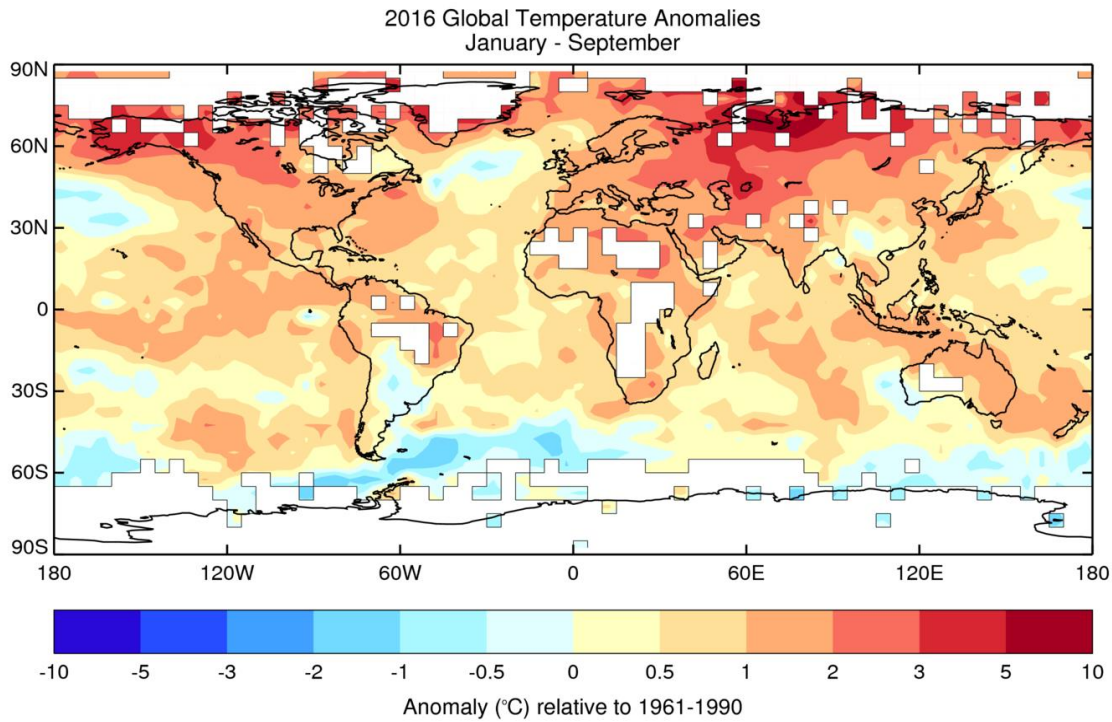 2016 Global Temperature Anomalies
January - September
90N
60N
30N
0
30S
60S
90S
180 120W 60W 0 60E 120E 180
-10 -5 -3 -2 -1 -0.5 0 0.5 1 2 3 5 10
Anomaly (°C) relative to 1961-1990